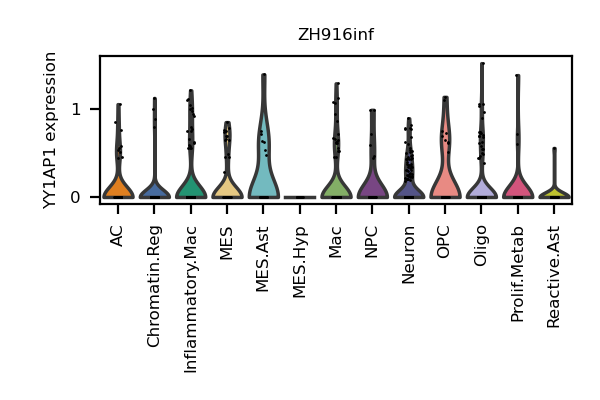 ZH916inf
YY1AP1 expression
1
0
AC
Chromatin.Reg
Inflammatory.Mac
MES
MES.Ast
MES.Hyp
Mac
NPC
Neuron
OPC
Oligo
Prolif.Metab
Reactive.Ast